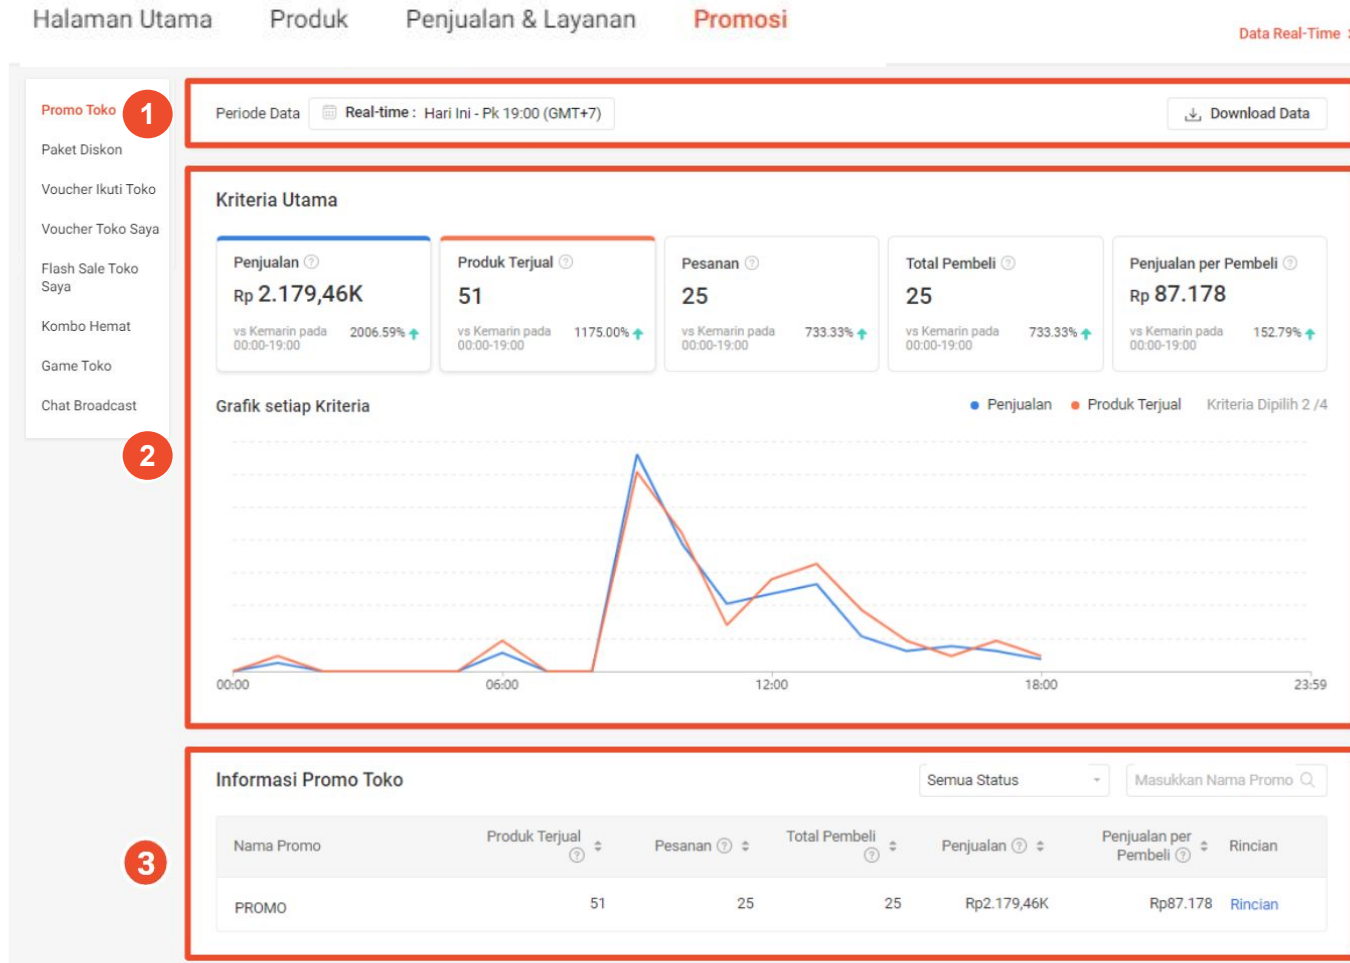 Halaman Utama Produk Penjualan & Layanan Promosi
Data Real-Time
Promo Toko
Paket Diskon
Voucher Ikuti Toko
Voucher Toko Saya
Flash Sale Toko
Saya
Kombo Hemat
Game Toko
Chat Broadcast
1
Periode Data Real-time : Hari Ini - Pk 19:00 (GMT+7) Download Data
2
Kriteria Utama
Penjualan
Rp 2.179,46K
vs Kemarin pada 2006.59%
00:00-19:00
Produk Terjual
51
vs Kemarin pada 1175.00%
00:00-19:00
Pesanan
25
vs Kemarin pada 733.33%
00:00-19:00
Total Pembeli
25
vs Kemarin pada 733.33%
00:00-19:00
Penjualan per Pembeli
Rp 87.178
vs Kemarin pada 152.79%
00:00-19:00
Grafik setiap Kriteria Penjualan Produk Terjual Kriteria Dipilih 2 /4
00:00 06:00 12:00 18:00 23:59
3
Informasi Promo Toko Semua Status Masukkan Nama Promo
Nama Promo
Produk Terjual
Pesanan
Total Pembeli
Penjualan
Penjualan per
Pembeli
Rincian
PROMO 51 25 25 Rp2.179,46K Rp87.178 Rincian